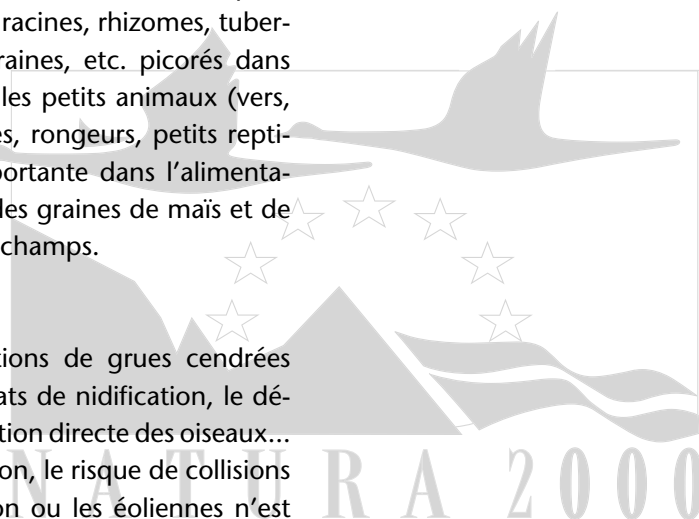 racines, rhizomes, tuber-
raines, etc. picorés dans
les petits animaux (vers,
es, rongeurs, petits repti-
portante dans l'alimenta-
les graines de maïs et de
champs.
tions de grues cendrées
ats de nidification, le dé-
tion directe des oiseaux...
on, le risque de collisions
on ou les éoliennes n'est
NATURA 2000